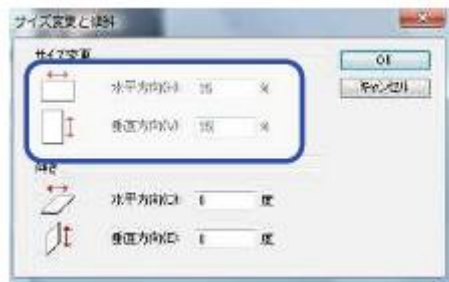 サイズ変更と傾斜
サイズ変更
OK
水平方向(H): %
キャンセル
垂直方向(V): %
傾き
水平方向(O): 0 度
垂直方向(E): 0 度